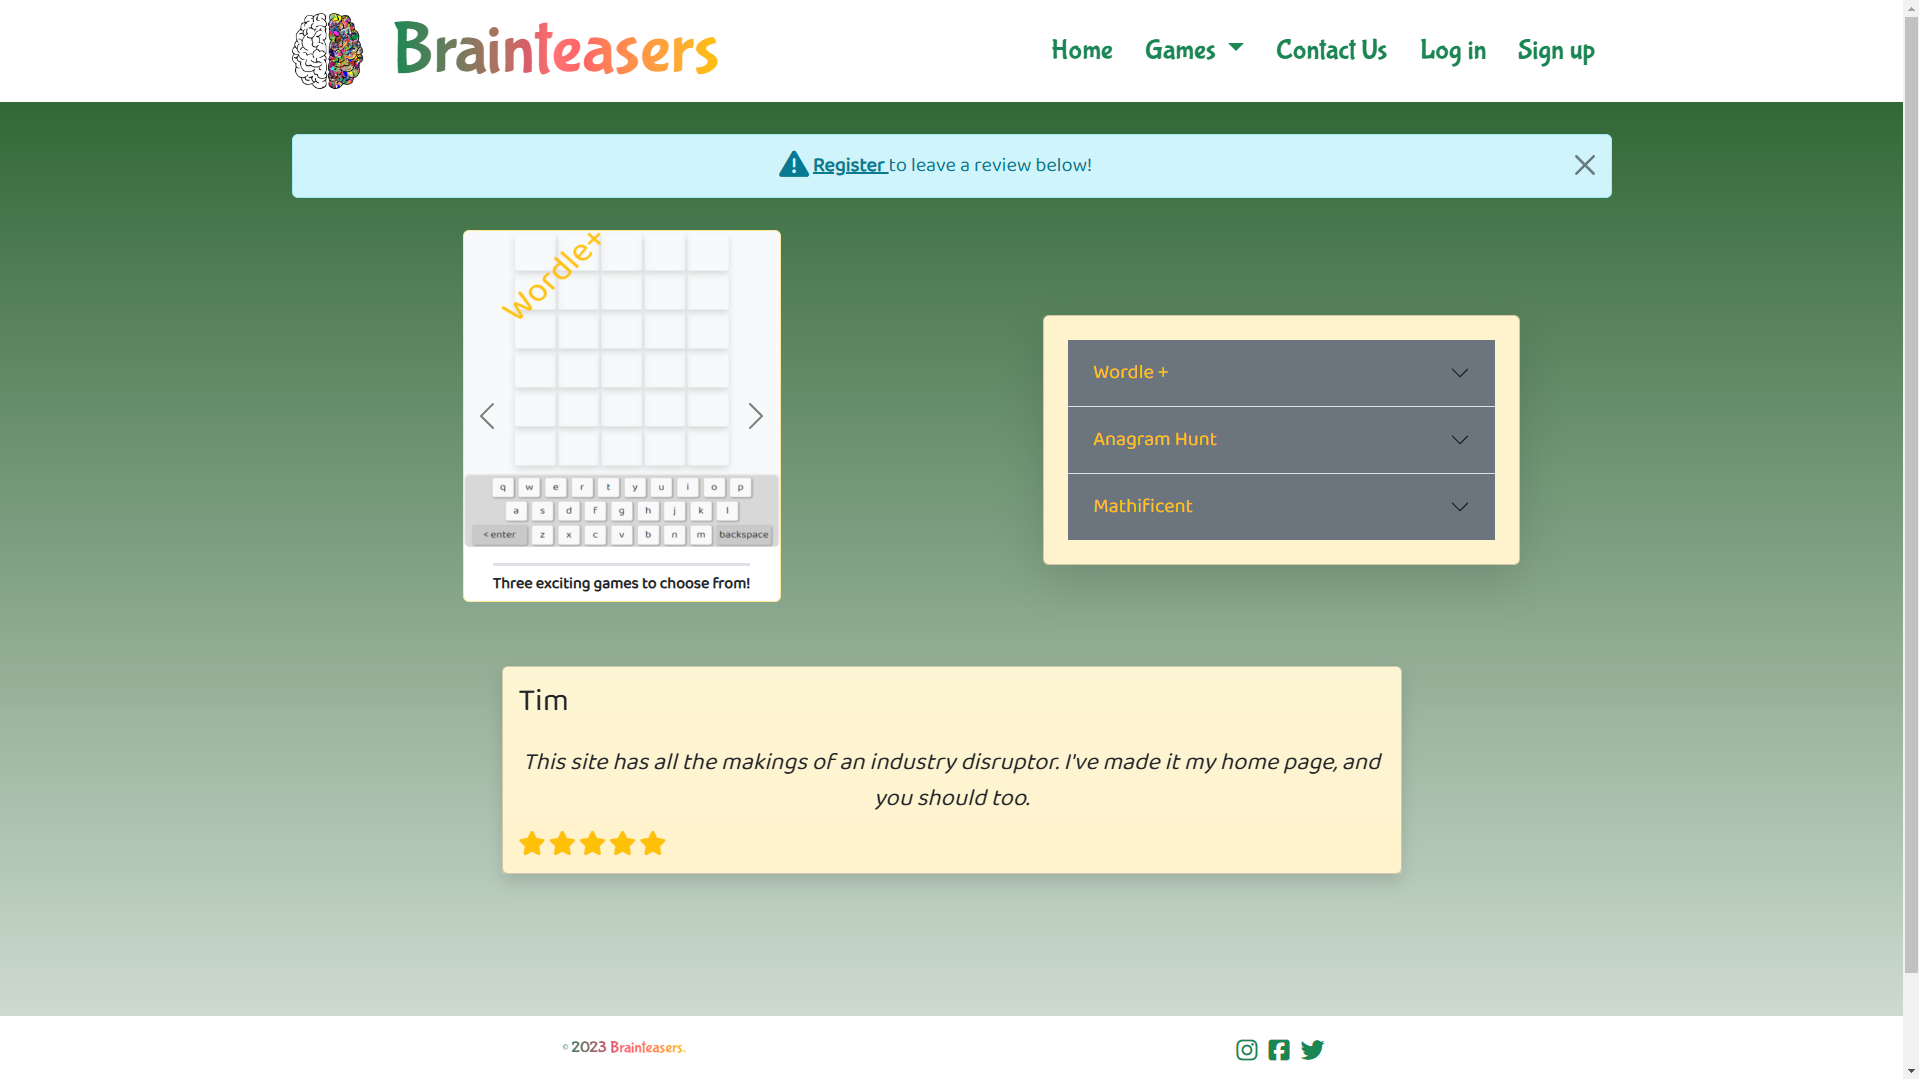 Brainteasers
Home Games Contact Us Log in Sign up
Register to leave a review below!
Wordle+
q w e r t y u i o p
a s d f g h j k l
< enter z x c v b n m backspace
Three exciting games to choose from!
Wordle +
Anagram Hunt
Mathificent
Tim
This site has all the makings of an industry disruptor. I've made it my home page, and
you should too.
© 2023 Brainteasers.